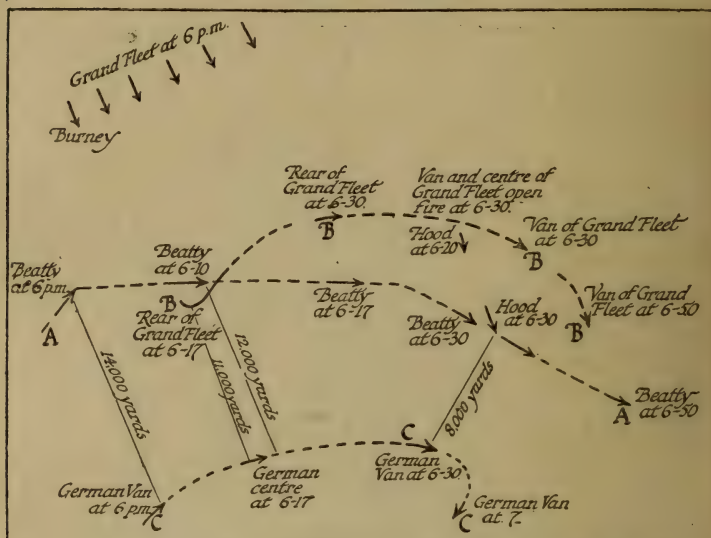 Grand Fleet at 6 p.m.
Burney
Rear of
Grand Fleet
at 6-30
B
Van and centre of
Grand Fleet open
fire at 6-30.
Hood
at 6-20
Van of Grand Fleet
at 6-30
B
Beatty
at 6 p.m.
A
Beatty
at 6-10
B
Rear of
Grand Fleet
at 6-17
Beatty
at 6-17
Beatty
at 6-30
Hood
at 6-30
Van of Grand
Fleet at 6-50
B
A
Beatty
at 6-50
14,000 yards
11,000 yards
12,000 yards
8,000 yards
German Van
at 6 p.m.
C
German
centre
at 6-17
C
German
Van at 6-30
C
German Van
at 7-